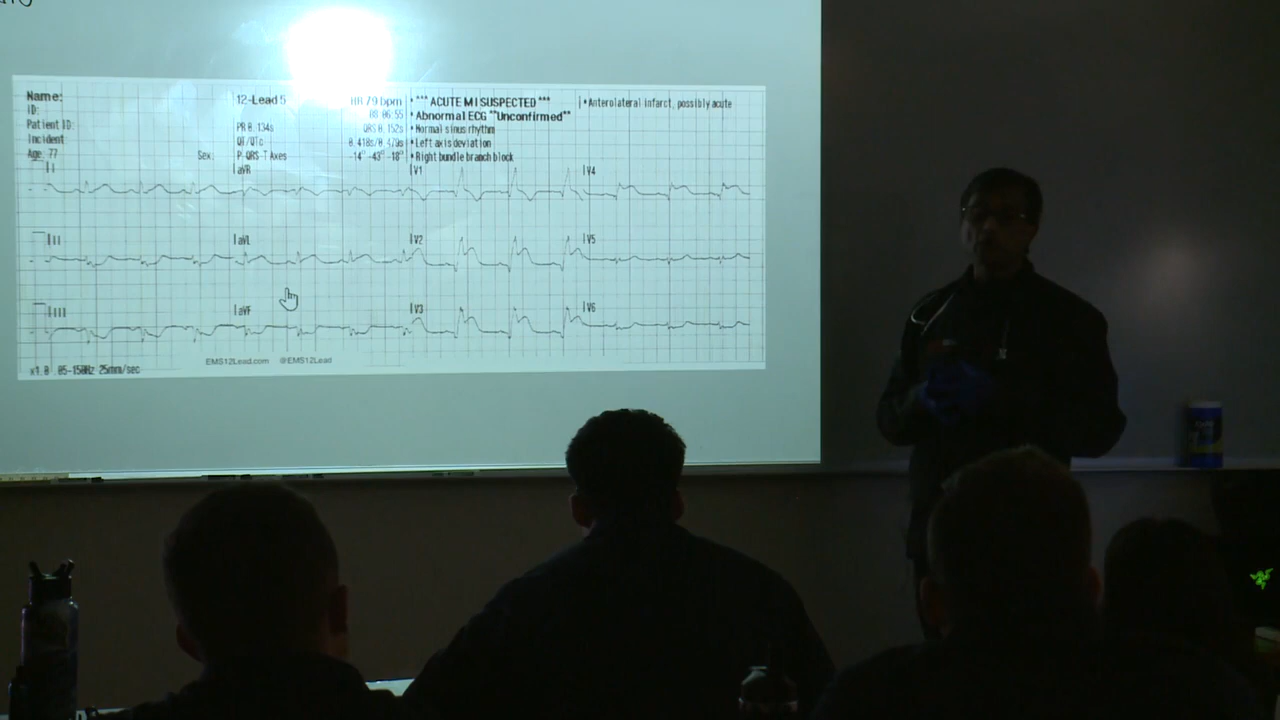 Name:
ID:
Patient ID:
Incident
Age: 77
Sex:
12-Lead 5
HR 79 bpm
08:06:55
PR 0.134s
QRS 0.152s
QT/QTc
0.418s/0.479s
P-QRS-T Axes
-14° -43° -18°
*** ACUTE MI SUSPECTED ***
Abnormal ECG **Unconfirmed**
Normal sinus rhythm
Left axis deviation
Right bundle branch block
Anterolateral infarct, possibly acute
I aVR V1 V4
II aVL V2 V5
III aVF V3 V6
EMS12Lead.com @EMS12Lead
x1.0 .05-150Hz 25mm/sec